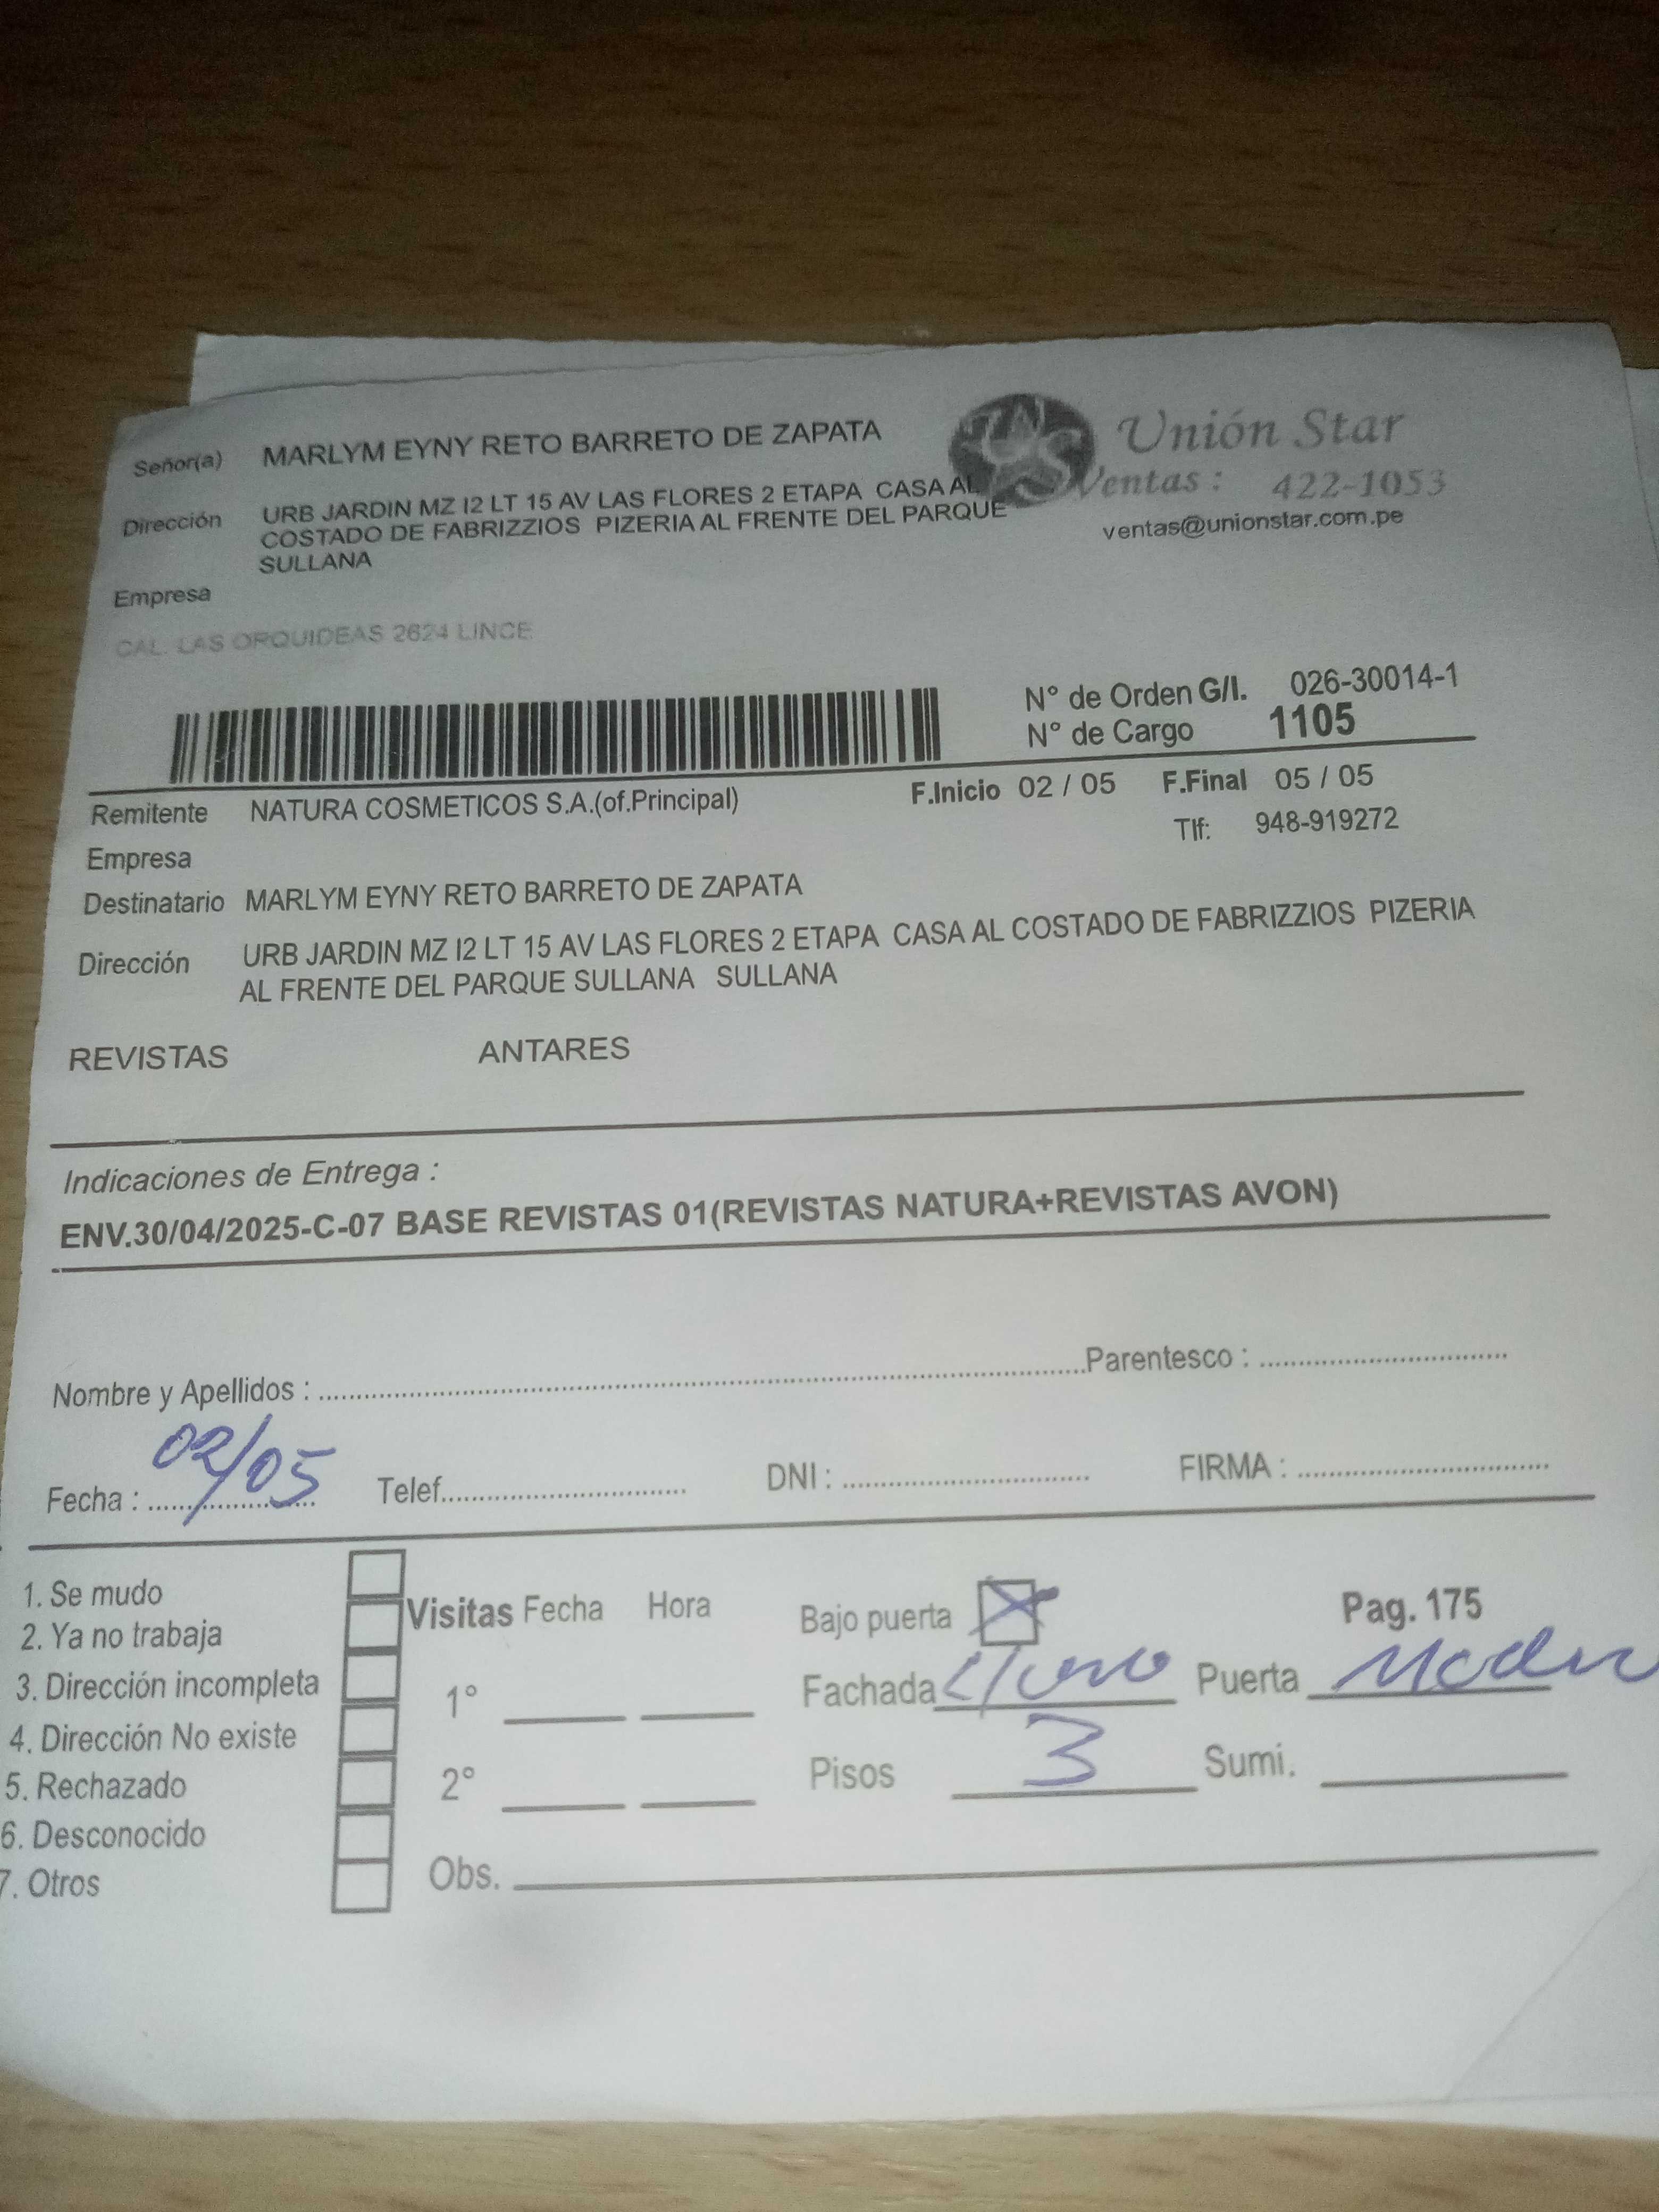 Señor(a) MARLYM EYNY RETO BARRETO DE ZAPATA
Unión Star
Ventas : 422-1053
ventas@unionstar.com.pe
Dirección URB JARDIN MZ I2 LT 15 AV LAS FLORES 2 ETAPA CASA AL
COSTADO DE FABRIZZIOS PIZERIA AL FRENTE DEL PARQUE
SULLANA
Empresa
CAL. LAS ORQUIDEAS 2624 LINCE
N° de Orden G/I. 026-30014-1
N° de Cargo 1105
Remitente NATURA COSMETICOS S.A.(of.Principal) F.Inicio 02 / 05 F.Final 05 / 05
Tlf: 948-919272
Empresa
Destinatario MARLYM EYNY RETO BARRETO DE ZAPATA
Dirección URB JARDIN MZ I2 LT 15 AV LAS FLORES 2 ETAPA CASA AL COSTADO DE FABRIZZIOS PIZERIA
AL FRENTE DEL PARQUE SULLANA SULLANA
REVISTAS ANTARES
Indicaciones de Entrega :
ENV.30/04/2025-C-07 BASE REVISTAS 01(REVISTAS NATURA+REVISTAS AVON)
Nombre y Apellidos : Parentesco :
Fecha : 02/05 Telef. DNI : FIRMA :
1. Se mudo
2. Ya no trabaja
3. Dirección incompleta
4. Dirección No existe
5. Rechazado
6. Desconocido
7. Otros
Visitas Fecha Hora
1°
2°
Obs.
Bajo puerta Pag. 175
Fachada Puerta
Pisos 3 Sumi.